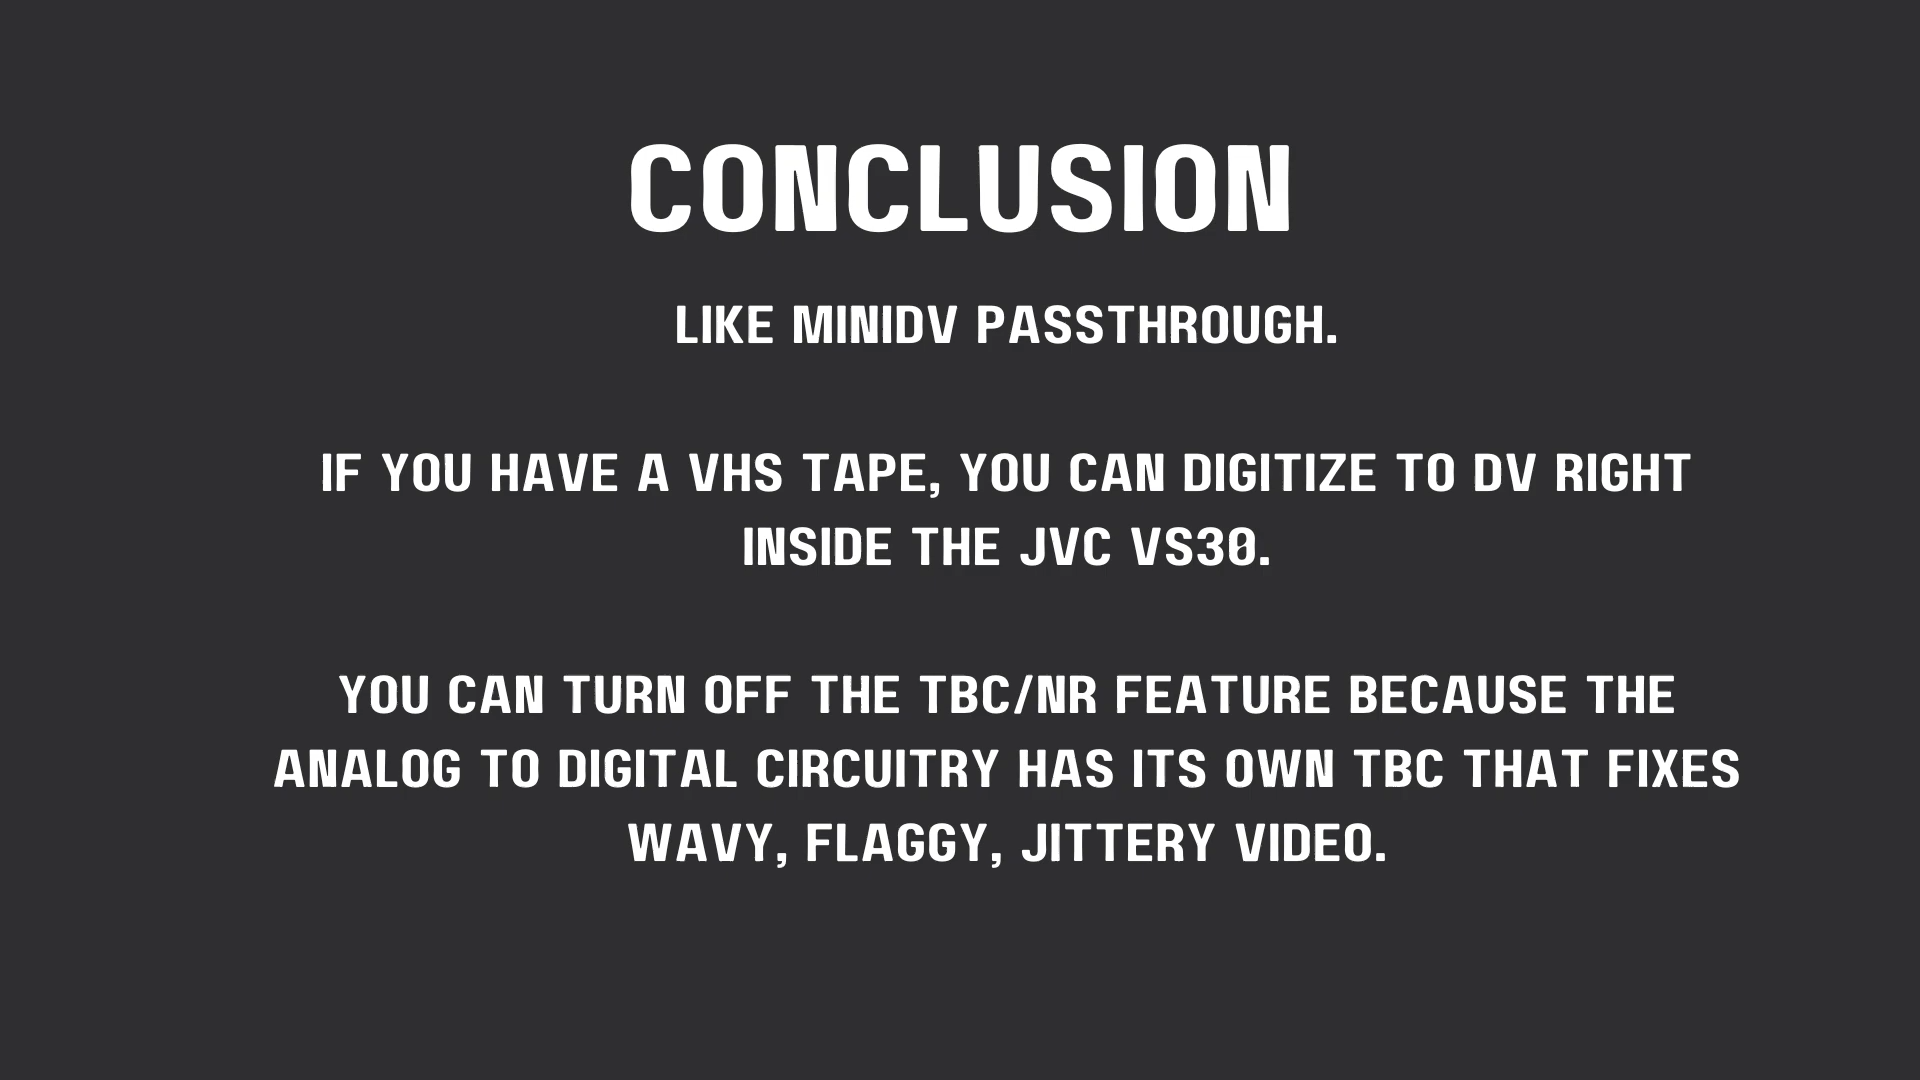 CONCLUSION
LIKE MINIDV PASSTHROUGH.
IF YOU HAVE A VHS TAPE, YOU CAN DIGITIZE TO DV RIGHT
INSIDE THE JVC VS30.
YOU CAN TURN OFF THE TBC/NR FEATURE BECAUSE THE
ANALOG TO DIGITAL CIRCUITRY HAS ITS OWN TBC THAT FIXES
WAVY, FLAGGY, JITTERY VIDEO.